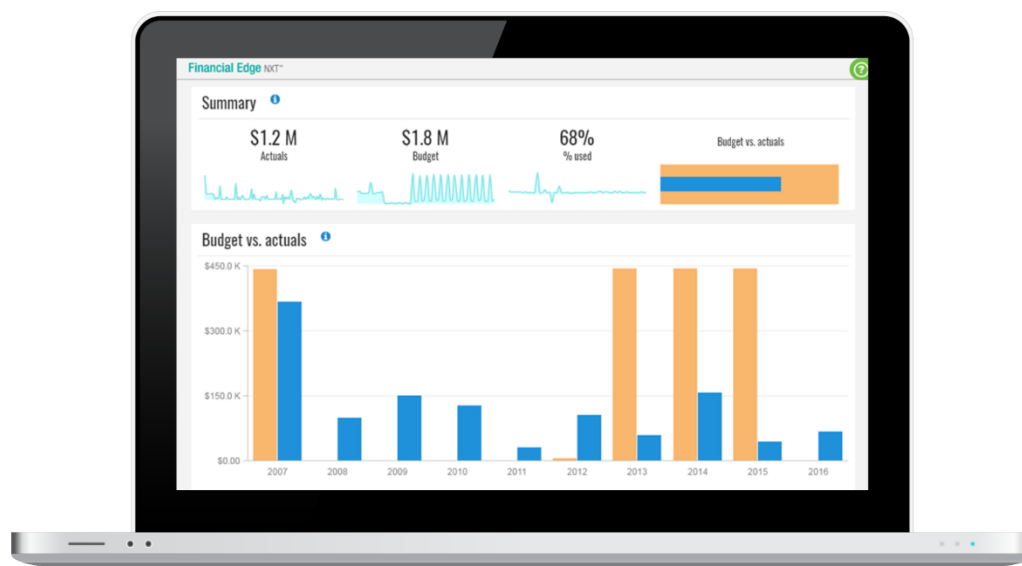 Financial Edge NXT™
Summary
$1.2 M
Actuals
$1.8 M
Budget
68%
% used
Budget vs. actuals
Budget vs. actuals
$450.0 K
$300.0 K
$150.0 K
$0.00
2007 2008 2009 2010 2011 2012 2013 2014 2015 2016